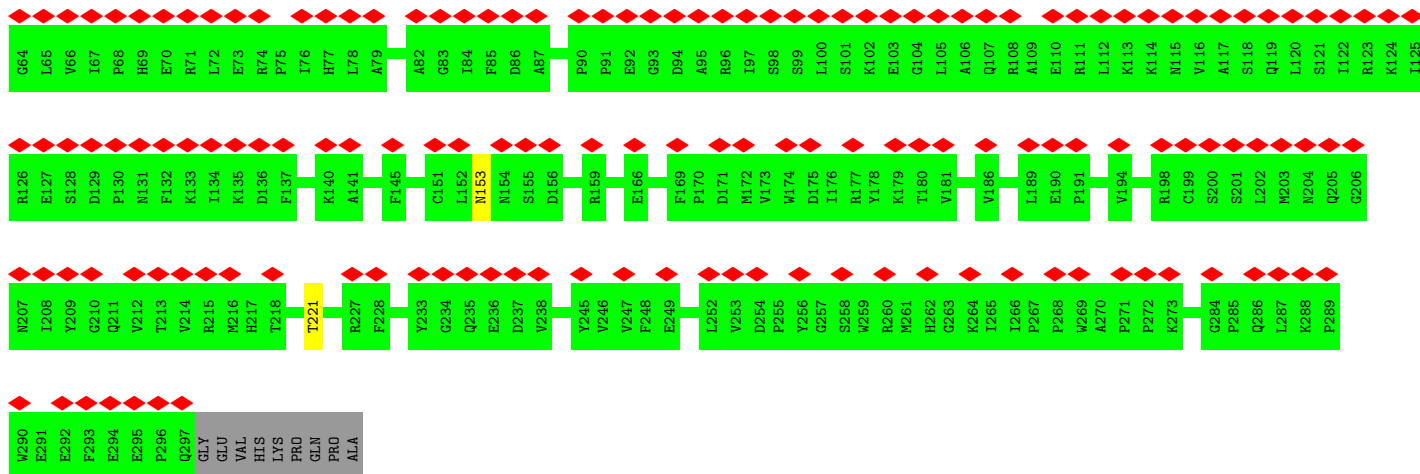 G64 L65 V66 I67 P68 H69 E70 R71 L72 E73 R74 P75 I76 H77 L78 A79 A82 G83 I84 F85 D86 A87 P90 P91 E92 G93 D94 A95 R96 I97 S98 S99 L100 S101 K102 E103 G104 L105 A106 Q107 R108 A109 E110 R111 L112 K113 K114 N115 V116 A117 S118 Q119 L120 S121 I122 R123 K124 I125
R126 E127 S128 D129 P130 N131 F132 K133 I134 K135 D136 F137 K140 A141 F145 C151 L152 N153 N154 S155 D156 R159 E166 F169 P170 D171 M172 V173 W174 D175 I176 R177 Y178 K179 T180 V181 V186 L189 E190 P191 V194 R198 C199 S200 S201 L202 M203 N204 Q205 G206
N207 I208 Y209 G210 Q211 V212 T213 V214 R215 M216 H217 T218 T221 R227 F228 Y233 G234 Q235 E236 D237 V238 Y245 V246 V247 F248 E249 L252 V253 D254 P255 Y256 G257 S258 W259 R260 M261 H262 G263 K264 I265 I266 P267 P268 W269 A270 P271 P272 K273 G284 P285 Q286 L287 K288 P289
W290 E291 E292 F293 E294 E295 P296 Q297 GLY GLU VAL HIS LYS PRO GLN PRO ALA